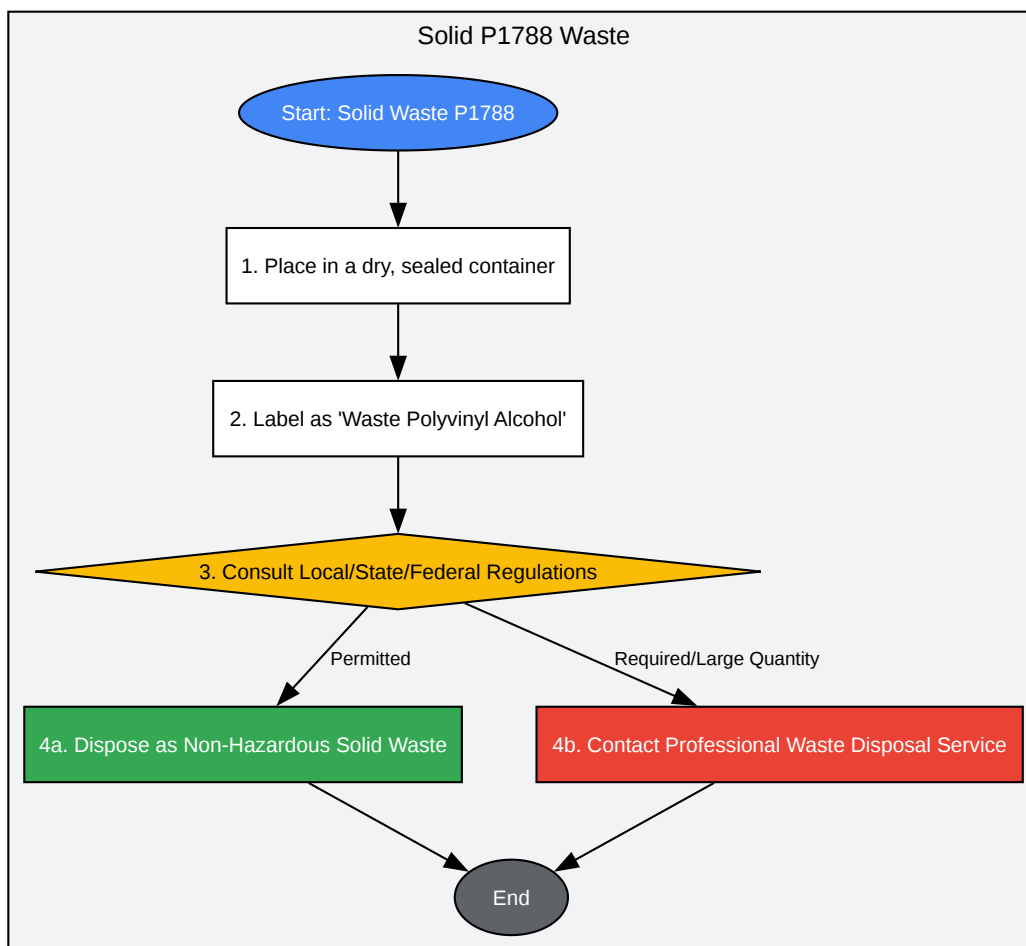 Solid P1788 Waste
Start: Solid Waste P1788
1. Place in a dry, sealed container
2. Label as 'Waste Polyvinyl Alcohol'
3. Consult Local/State/Federal Regulations
Permitted
Required/Large Quantity
4a. Dispose as Non-Hazardous Solid Waste
4b. Contact Professional Waste Disposal Service
End